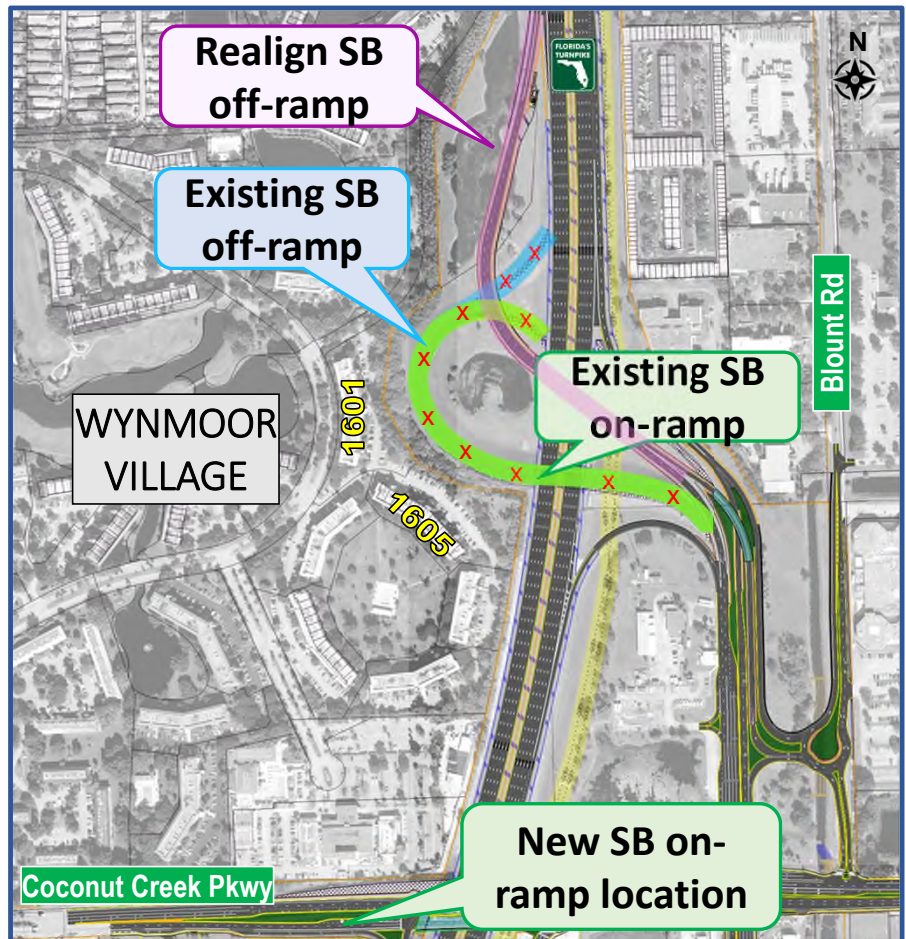 Realign SB
off-ramp
FLORIDA'S
TURNPIKE
N
Existing SB
off-ramp
X
X
X
X
X
X
X
X
X
X
X
Blount Rd
Existing SB
on-ramp
1601
WYNMOOR
VILLAGE
1605
New SB on-
ramp location
Coconut Creek Pkwy